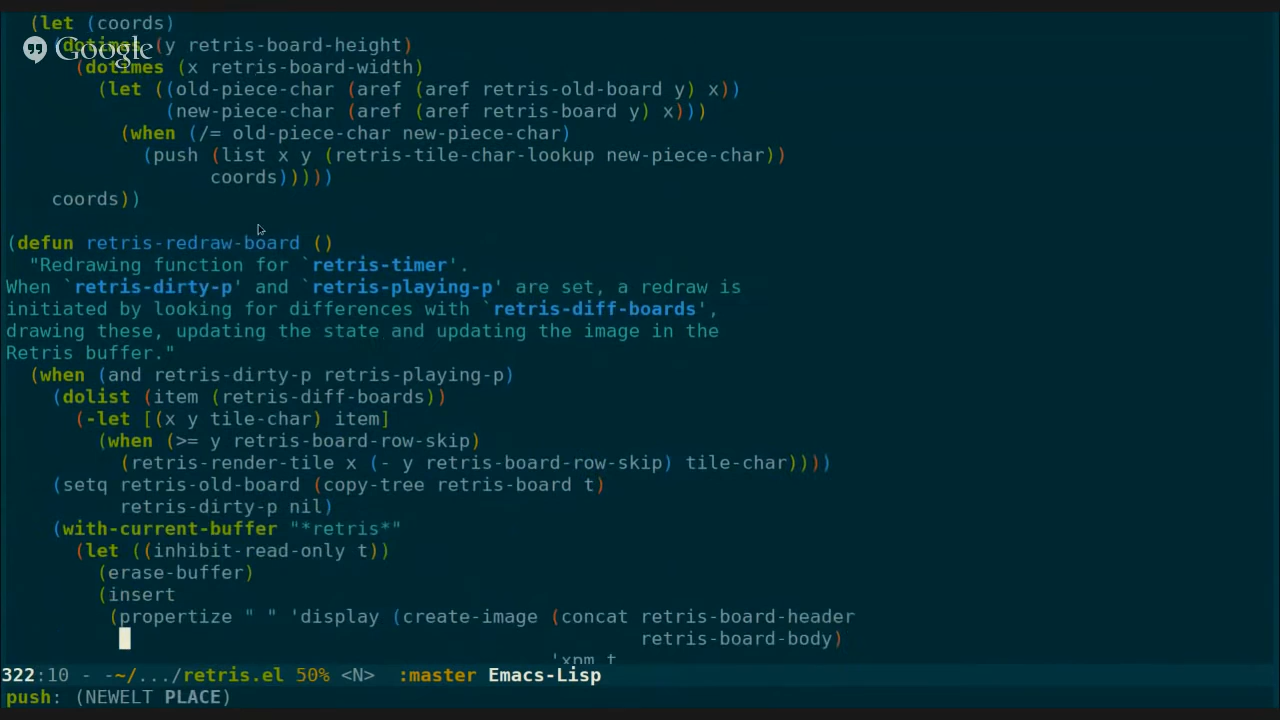 (let (coords)
(dotimes (y retris-board-height)
Google
(dotimes (x retris-board-width)
(let ((old-piece-char (aref (aref retris-old-board y) x))
(new-piece-char (aref (aref retris-board y) x)))
(when (/= old-piece-char new-piece-char)
(push (list x y (retris-tile-char-lookup new-piece-char))
coords)))))
coords))
(defun retris-redraw-board ()
"Redrawing function for `retris-timer'.
When `retris-dirty-p' and `retris-playing-p' are set, a redraw is
initiated by looking for differences with `retris-diff-boards',
drawing these, updating the state and updating the image in the
Retris buffer."
(when (and retris-dirty-p retris-playing-p)
(dolist (item (retris-diff-boards))
(-let [(x y tile-char) item]
(when (>= y retris-board-row-skip)
(retris-render-tile x (- y retris-board-row-skip) tile-char))))
(setq retris-old-board (copy-tree retris-board t)
retris-dirty-p nil)
(with-current-buffer "*retris*"
(let ((inhibit-read-only t))
(erase-buffer)
(insert
(propertize " " 'display (create-image (concat retris-board-header
retris-board-body)
'xpm t
322:10 - -~/.../retris.el 50% <N> :master Emacs-Lisp
push: (NEWELT PLACE)